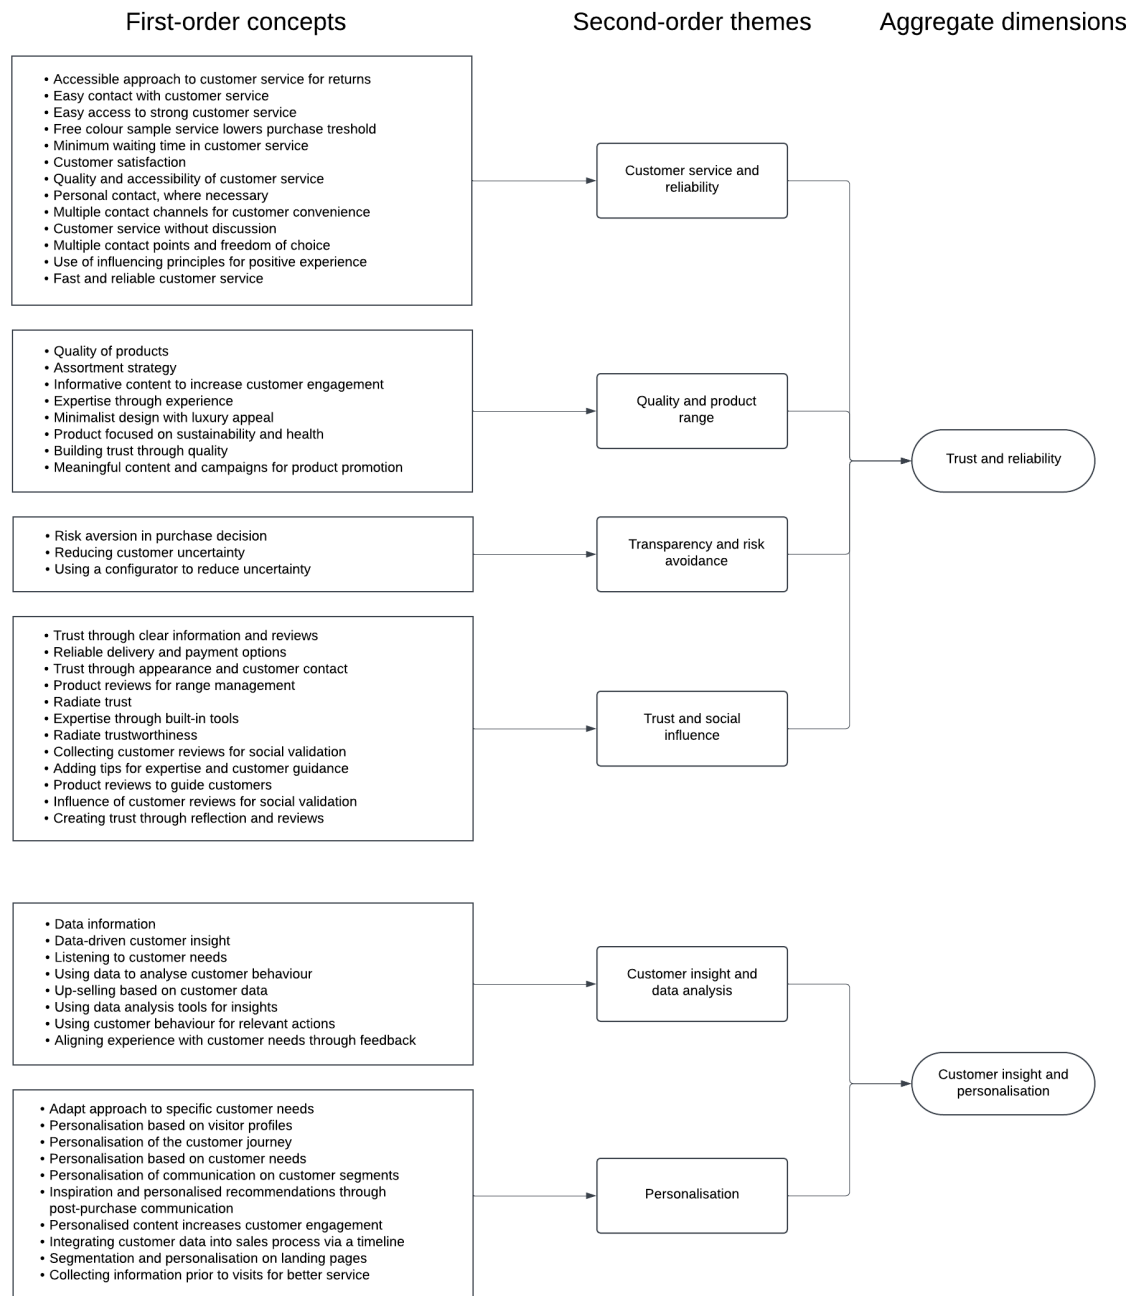 First-order concepts
Second-order themes
Aggregate dimensions
• Accessible approach to customer service for returns
• Easy contact with customer service
• Easy access to strong customer service
• Free colour sample service lowers purchase treshold
• Minimum waiting time in customer service
• Customer satisfaction
• Quality and accessibility of customer service
• Personal contact, where necessary
• Multiple contact channels for customer convenience
• Customer service without discussion
• Multiple contact points and freedom of choice
• Use of influencing principles for positive experience
• Fast and reliable customer service
Customer service and
reliability
• Quality of products
• Assortment strategy
• Informative content to increase customer engagement
• Expertise through experience
• Minimalist design with luxury appeal
• Product focused on sustainability and health
• Building trust through quality
• Meaningful content and campaigns for product promotion
Quality and product
range
• Risk aversion in purchase decision
• Reducing customer uncertainty
• Using a configurator to reduce uncertainty
Transparency and risk
avoidance
• Trust through clear information and reviews
• Reliable delivery and payment options
• Trust through appearance and customer contact
• Product reviews for range management
• Radiate trust
• Expertise through built-in tools
• Radiate trustworthiness
• Collecting customer reviews for social validation
• Adding tips for expertise and customer guidance
• Product reviews to guide customers
• Influence of customer reviews for social validation
• Creating trust through reflection and reviews
Trust and social
influence
Trust and reliability
• Data information
• Data-driven customer insight
• Listening to customer needs
• Using data to analyse customer behaviour
• Up-selling based on customer data
• Using data analysis tools for insights
• Using customer behaviour for relevant actions
• Aligning experience with customer needs through feedback
Customer insight and
data analysis
• Adapt approach to specific customer needs
• Personalisation based on visitor profiles
• Personalisation of the customer journey
• Personalisation based on customer needs
• Personalisation of communication on customer segments
• Inspiration and personalised recommendations through
post-purchase communication
• Personalised content increases customer engagement
• Integrating customer data into sales process via a timeline
• Segmentation and personalisation on landing pages
• Collecting information prior to visits for better service
Personalisation
Customer insight and
personalisation